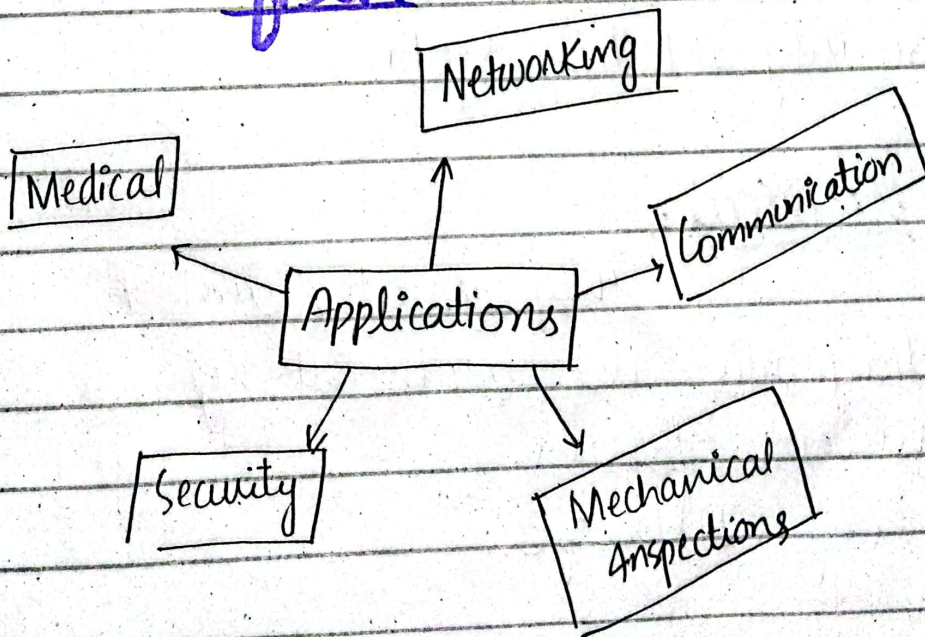 Networking
Medical
Communication
Applications
Security
Mechanical
Inspections